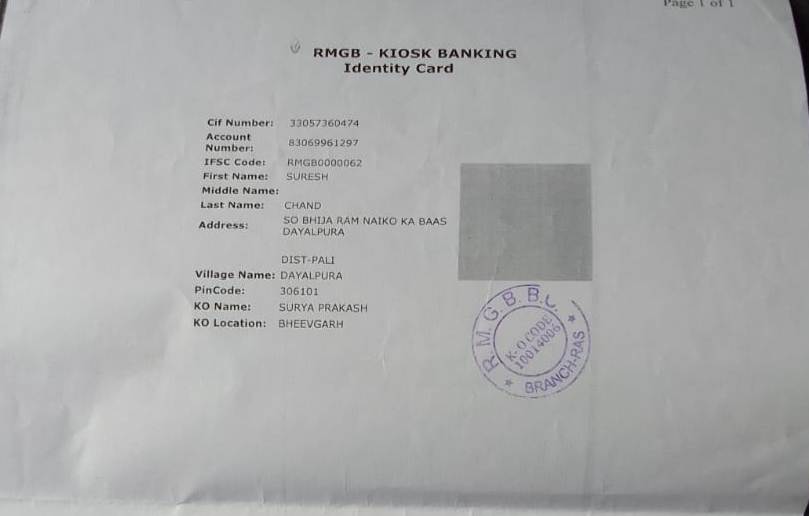 Page 1 of 1
RMGB - KIOSK BANKING
Identity Card
Cif Number: 33057360474
Account Number: 83069961297
IFSC Code: RMGB0000062
First Name: SURESH
Middle Name:
Last Name: CHAND
Address: SO BHIJA RAM NAIKO KA BAAS
DAYALPURA
DIST-PALI
Village Name: DAYALPURA
PinCode: 306101
KO Name: SURYA PRAKASH
KO Location: BHEEVGARH
R.M.G.B.B.C.
K-O CODE
10014006
★ BRANCH-RAS ★